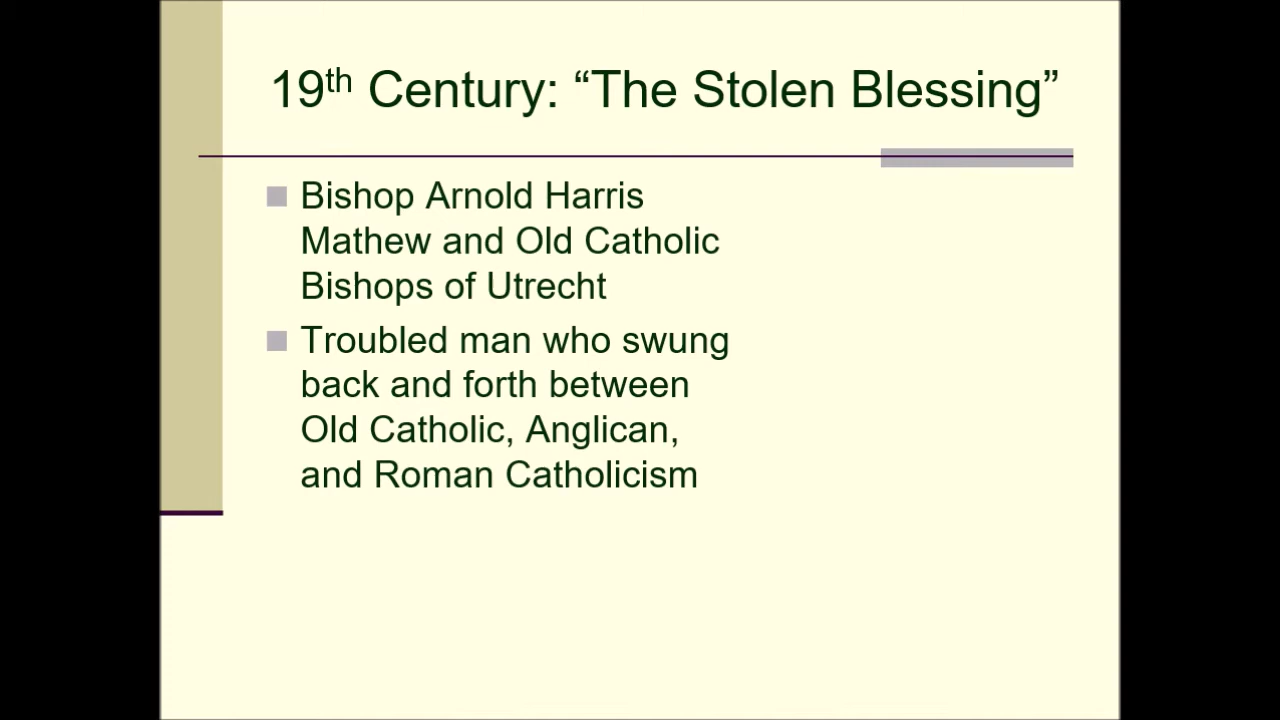 19th Century: “The Stolen Blessing”
Bishop Arnold Harris
Mathew and Old Catholic
Bishops of Utrecht
Troubled man who swung
back and forth between
Old Catholic, Anglican,
and Roman Catholicism